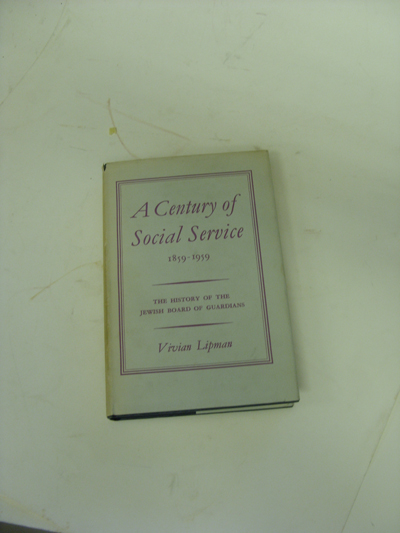 A Century of
Social Service
1859·1959
THE HISTORY OF THE
JEWISH BOARD OF GUARDIANS
Vivian Lipman